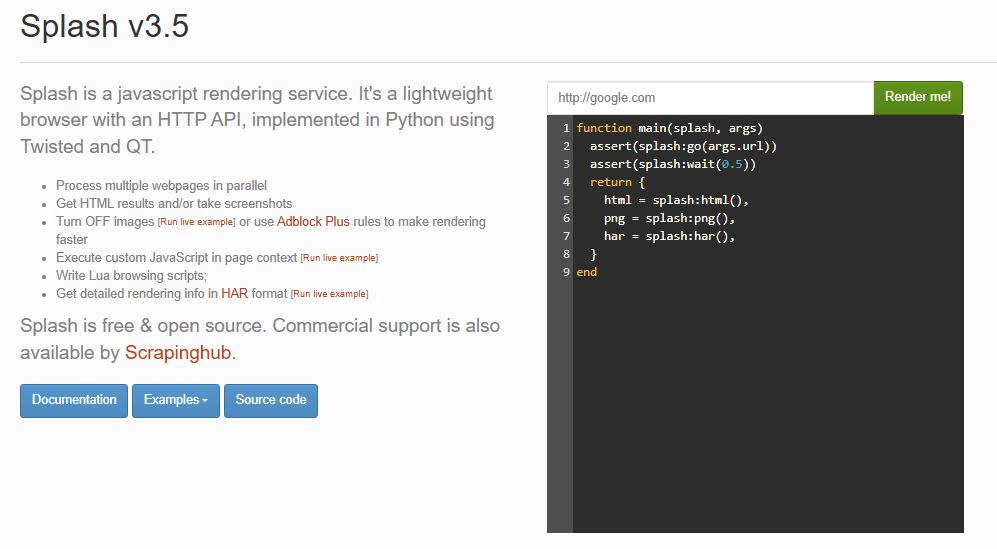 Splash v3.5
Splash is a javascript rendering service. It's a lightweight
browser with an HTTP API, implemented in Python using
Twisted and QT.
Process multiple webpages in parallel
Get HTML results and/or take screenshots
Turn OFF images [Run live example] or use Adblock Plus rules to make rendering
faster
Execute custom JavaScript in page context [Run live example]
Write Lua browsing scripts;
Get detailed rendering info in HAR format [Run live example]
Splash is free & open source. Commercial support is also
available by Scrapinghub.
Documentation
Examples
Source code
http://google.com
Render me!
1 function main(splash, args)
2   assert(splash:go(args.url))
3   assert(splash:wait(0.5))
4   return {
5     html = splash:html(),
6     png = splash:png(),
7     har = splash:har(),
8   }
9 end